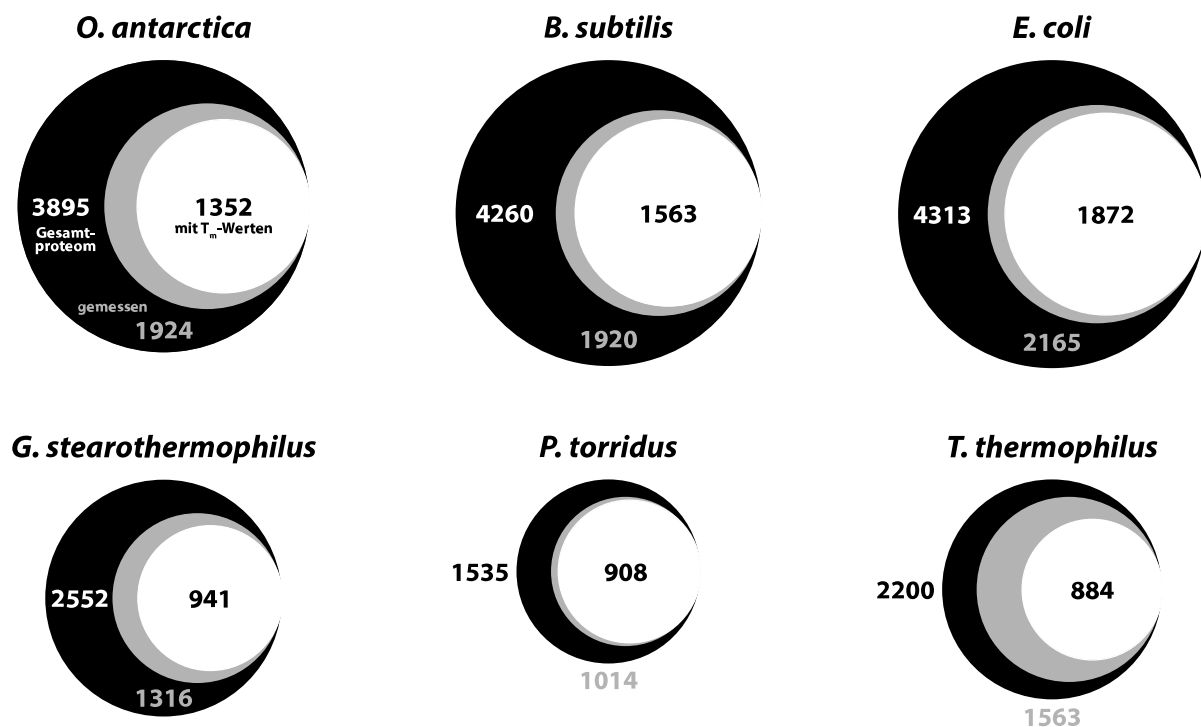 O. antarctica
B. subtilis
E. coli
3895
Gesamt-
proteom
1352
mit Tm-Werten
gemessen
1924
4260
1563
1920
4313
1872
2165
G. stearothermophilus
P. torridus
T. thermophilus
2552
941
1316
1535
908
1014
2200
884
1563